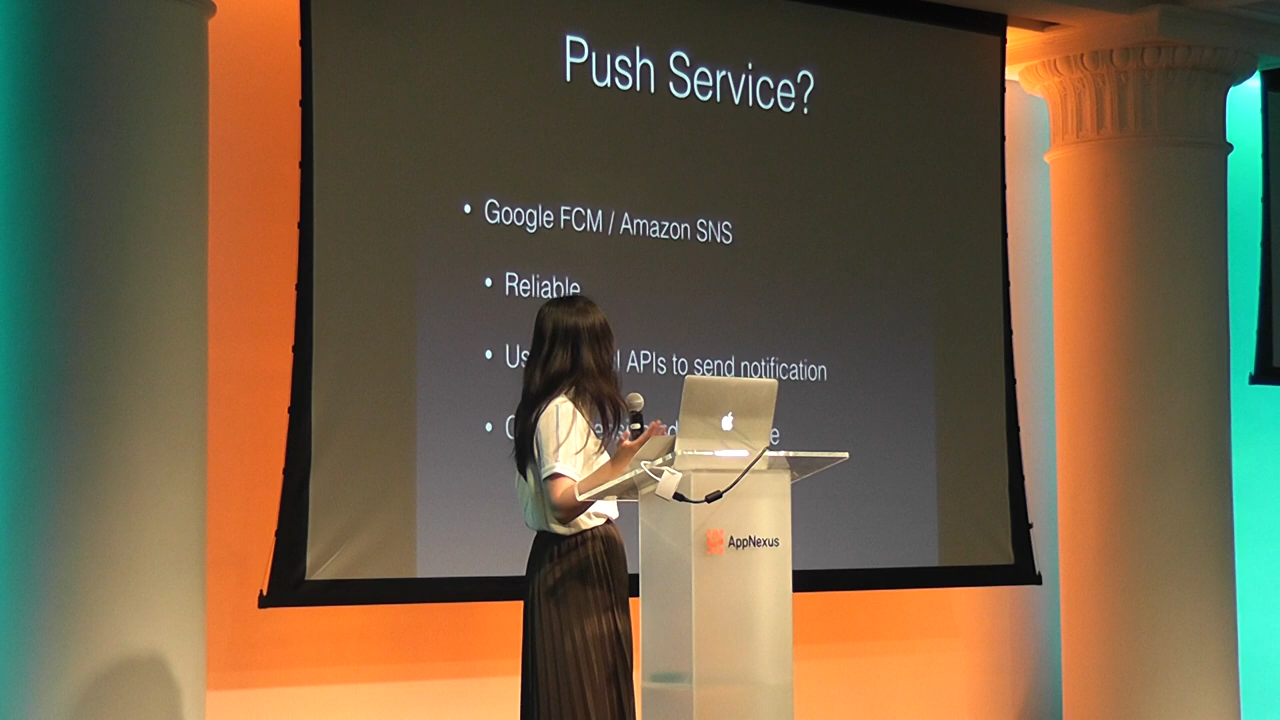 Push Service?
• Google FCM / Amazon SNS
• Reliable
• APIs to send notification
AppNexus